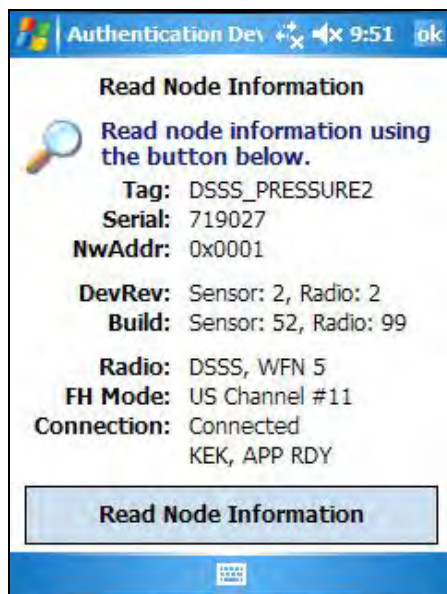 Authentication Dev 9:51 ok
Read Node Information
Read node information using
the button below.
Tag: DSSS_PRESSURE2
Serial: 719027
NwAddr: 0x0001
DevRev: Sensor: 2, Radio: 2
Build: Sensor: 52, Radio: 99
Radio: DSSS, WFN 5
FH Mode: US Channel #11
Connection: Connected
KEK, APP RDY
Read Node Information